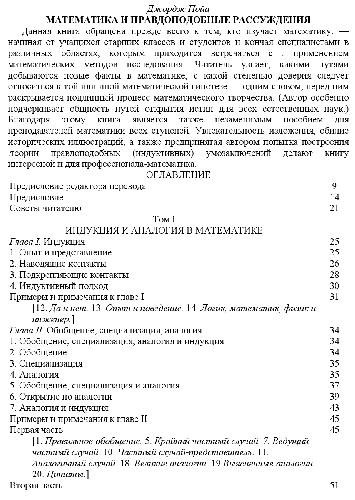 Джордж Пойа
МАТЕМАТИКА И ПРАВДОПОДОБНЫЕ РАССУЖДЕНИЯ
Данная книга обращена прежде всего к тем, кто изучает математику, —
начиная от учащихся старших классов и студентов и кончая специалистами в
различных областях, которым приходится встречаться с применением
математических методов исследования. Читатель узнает, какими путями
добываются новые факты в математике, с какой степенью доверия следует
относиться к той или иной математической гипотезе — одним словом, перед ним
раскрывается подлинный процесс математического творчества. (Автор особенно
подчеркивает общность путей открытия истин для всех естественных наук.)
Благодаря этому книга является также незаменимым пособием для
преподавателей математики всех ступеней. Увлекательность изложения, обилие
исторических иллюстраций, а также предпринятая автором попытка построения
теории правдоподобных (индуктивных) умозаключений делают книгу
интересной и для профессионала-математика.
ОГЛАВЛЕНИЕ
Предисловие редактора перевода 9
Предисловие 14
Советы читателю 21
Том I
ИНДУКЦИЯ И АНАЛОГИЯ В МАТЕМАТИКЕ
Глава I. Индукция 25
1. Опыт и представление 25
2. Наводящие контакты 26
3. Подкрепляющие контакты 28
4. Индуктивный подход 30
Примеры и примечания к главе I 31
[12. Да и нет. 13. Опыт и поведение. 14. Логик, математик, физик и
инженер.]
Глава II. Обобщение, специализация, аналогия 34
1. Обобщение, специализация, аналогия и индукция 34
2. Обобщение 34
3. Специализация 35
4. Аналогия 35
5. Обобщение, специализация и аналогия 37
6. Открытие по аналогии 39
7. Аналогия и индукция 43
Примеры и примечания к главе II 45
Первая часть 45
[1. Правильное обобщение. 5. Крайний частный случай. 7. Ведущий
частный случай. 10. Частный случай-представитель. 11.
Аналогичный случай. 18. Великие аналогии. 19. Выясненные аналогии.
20. Цитаты.]
Вторая часть 51